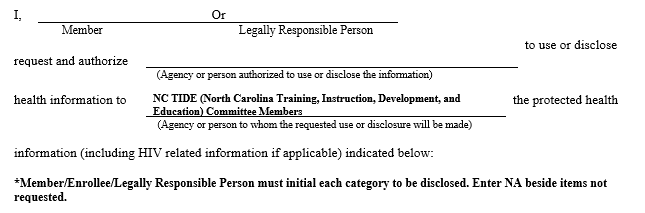 I, Or
Member Legally Responsible Person
to use or disclose
request and authorize
(Agency or person authorized to use or disclose the information)
health information to NC TIDE (North Carolina Training, Instruction, Development, and the protected health
Education) Committee Members
(Agency or person to whom the requested use or disclosure will be made)
information (including HIV related information if applicable) indicated below:
*Member/Enrollee/Legally Responsible Person must initial each category to be disclosed. Enter NA beside items not
requested.